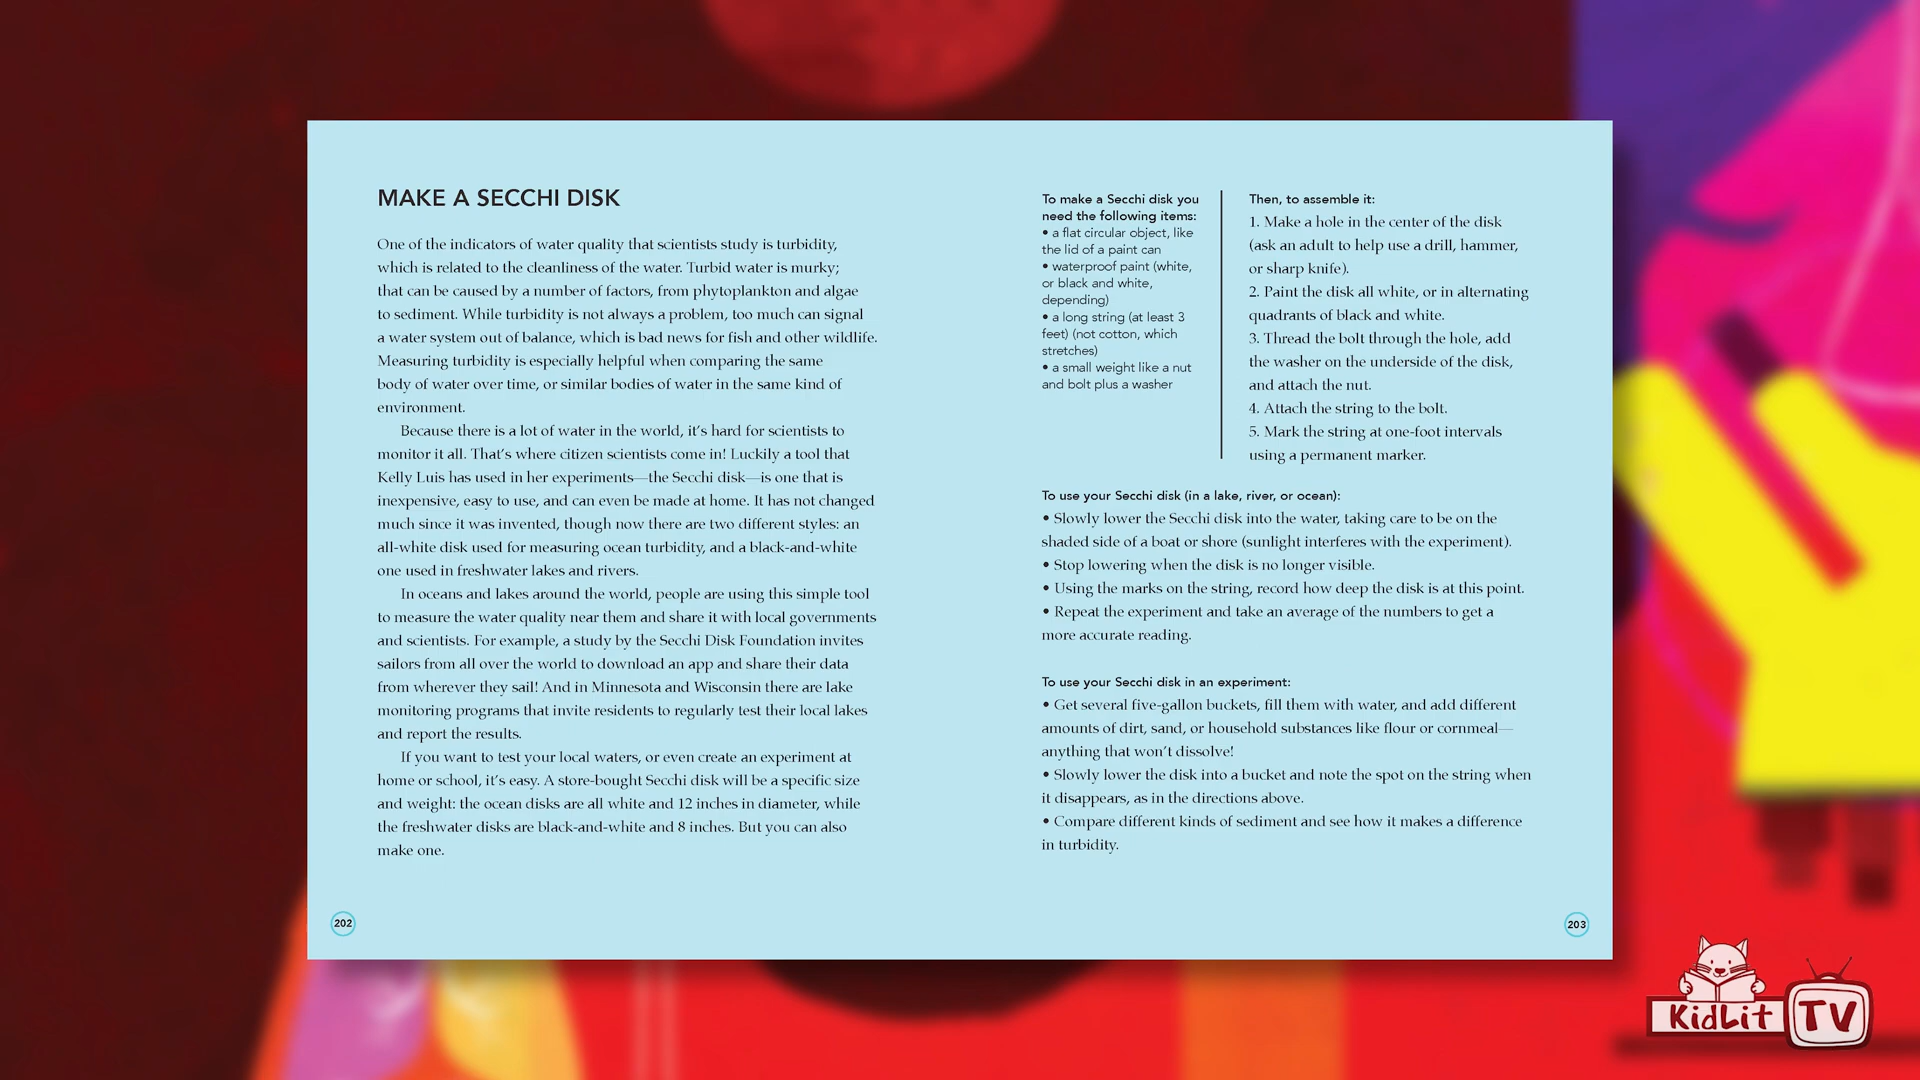 MAKE A SECCHI DISK
One of the indicators of water quality that scientists study is turbidity,
which is related to the cleanliness of the water. Turbid water is murky;
that can be caused by a number of factors, from phytoplankton and algae
to sediment. While turbidity is not always a problem, too much can signal
a water system out of balance, which is bad news for fish and other wildlife.
Measuring turbidity is especially helpful when comparing the same
body of water over time, or similar bodies of water in the same kind of
environment.
Because there is a lot of water in the world, it's hard for scientists to
monitor it all. That's where citizen scientists come in! Luckily a tool that
Kelly Luis has used in her experiments—the Secchi disk—is one that is
inexpensive, easy to use, and can even be made at home. It has not changed
much since it was invented, though now there are two different styles: an
all-white disk used for measuring ocean turbidity, and a black-and-white
one used in freshwater lakes and rivers.
In oceans and lakes around the world, people are using this simple tool
to measure the water quality near them and share it with local governments
and scientists. For example, a study by the Secchi Disk Foundation invites
sailors from all over the world to download an app and share their data
from wherever they sail! And in Minnesota and Wisconsin there are lake
monitoring programs that invite residents to regularly test their local lakes
and report the results.
If you want to test your local waters, or even create an experiment at
home or school, it's easy. A store-bought Secchi disk will be a specific size
and weight: the ocean disks are all white and 12 inches in diameter, while
the freshwater disks are black-and-white and 8 inches. But you can also
make one.
202
To make a Secchi disk you
need the following items:
• a flat circular object, like
the lid of a paint can
• waterproof paint (white,
or black and white,
depending)
• a long string (at least 3
feet) (not cotton, which
stretches)
• a small weight like a nut
and bolt plus a washer
Then, to assemble it:
1. Make a hole in the center of the disk
(ask an adult to help use a drill, hammer,
or sharp knife).
2. Paint the disk all white, or in alternating
quadrants of black and white.
3. Thread the bolt through the hole, add
the washer on the underside of the disk,
and attach the nut.
4. Attach the string to the bolt.
5. Mark the string at one-foot intervals
using a permanent marker.
To use your Secchi disk (in a lake, river, or ocean):
• Slowly lower the Secchi disk into the water, taking care to be on the
shaded side of a boat or shore (sunlight interferes with the experiment).
• Stop lowering when the disk is no longer visible.
• Using the marks on the string, record how deep the disk is at this point.
• Repeat the experiment and take an average of the numbers to get a
more accurate reading.
To use your Secchi disk in an experiment:
• Get several five-gallon buckets, fill them with water, and add different
amounts of dirt, sand, or household substances like flour or cornmeal—
anything that won't dissolve!
• Slowly lower the disk into a bucket and note the spot on the string when
it disappears, as in the directions above.
• Compare different kinds of sediment and see how it makes a difference
in turbidity.
203
KidLit TV